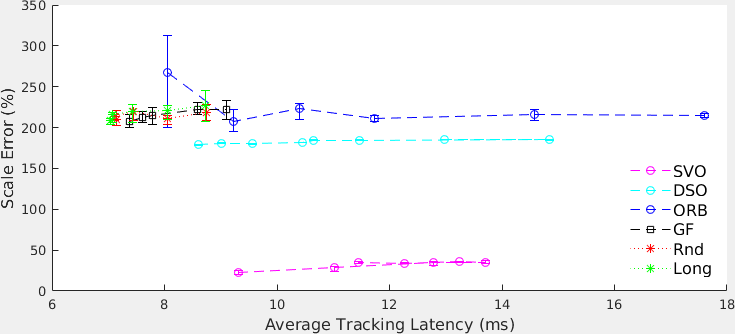 350
300
250
200
150
100
50
0
Scale Error (%)
6
8
10
12
14
16
18
Average Tracking Latency (ms)
SVO
DSO
ORB
GF
Rnd
Long